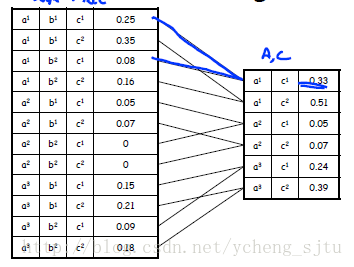 A,C
a¹ b¹ c¹ 0.25
a¹ b¹ c² 0.35
a¹ b² c¹ 0.08
a¹ b² c² 0.16
a² b¹ c¹ 0.05
a² b¹ c² 0.07
a² b² c¹ 0
a² b² c² 0
a³ b¹ c¹ 0.15
a³ b¹ c² 0.21
a³ b² c¹ 0.09
a³ b² c² 0.18
a¹ c¹ 0.33
a¹ c² 0.51
a² c¹ 0.05
a² c² 0.07
a³ c¹ 0.24
a³ c² 0.39
http://blog.csdn.net/ycheng_sjtu